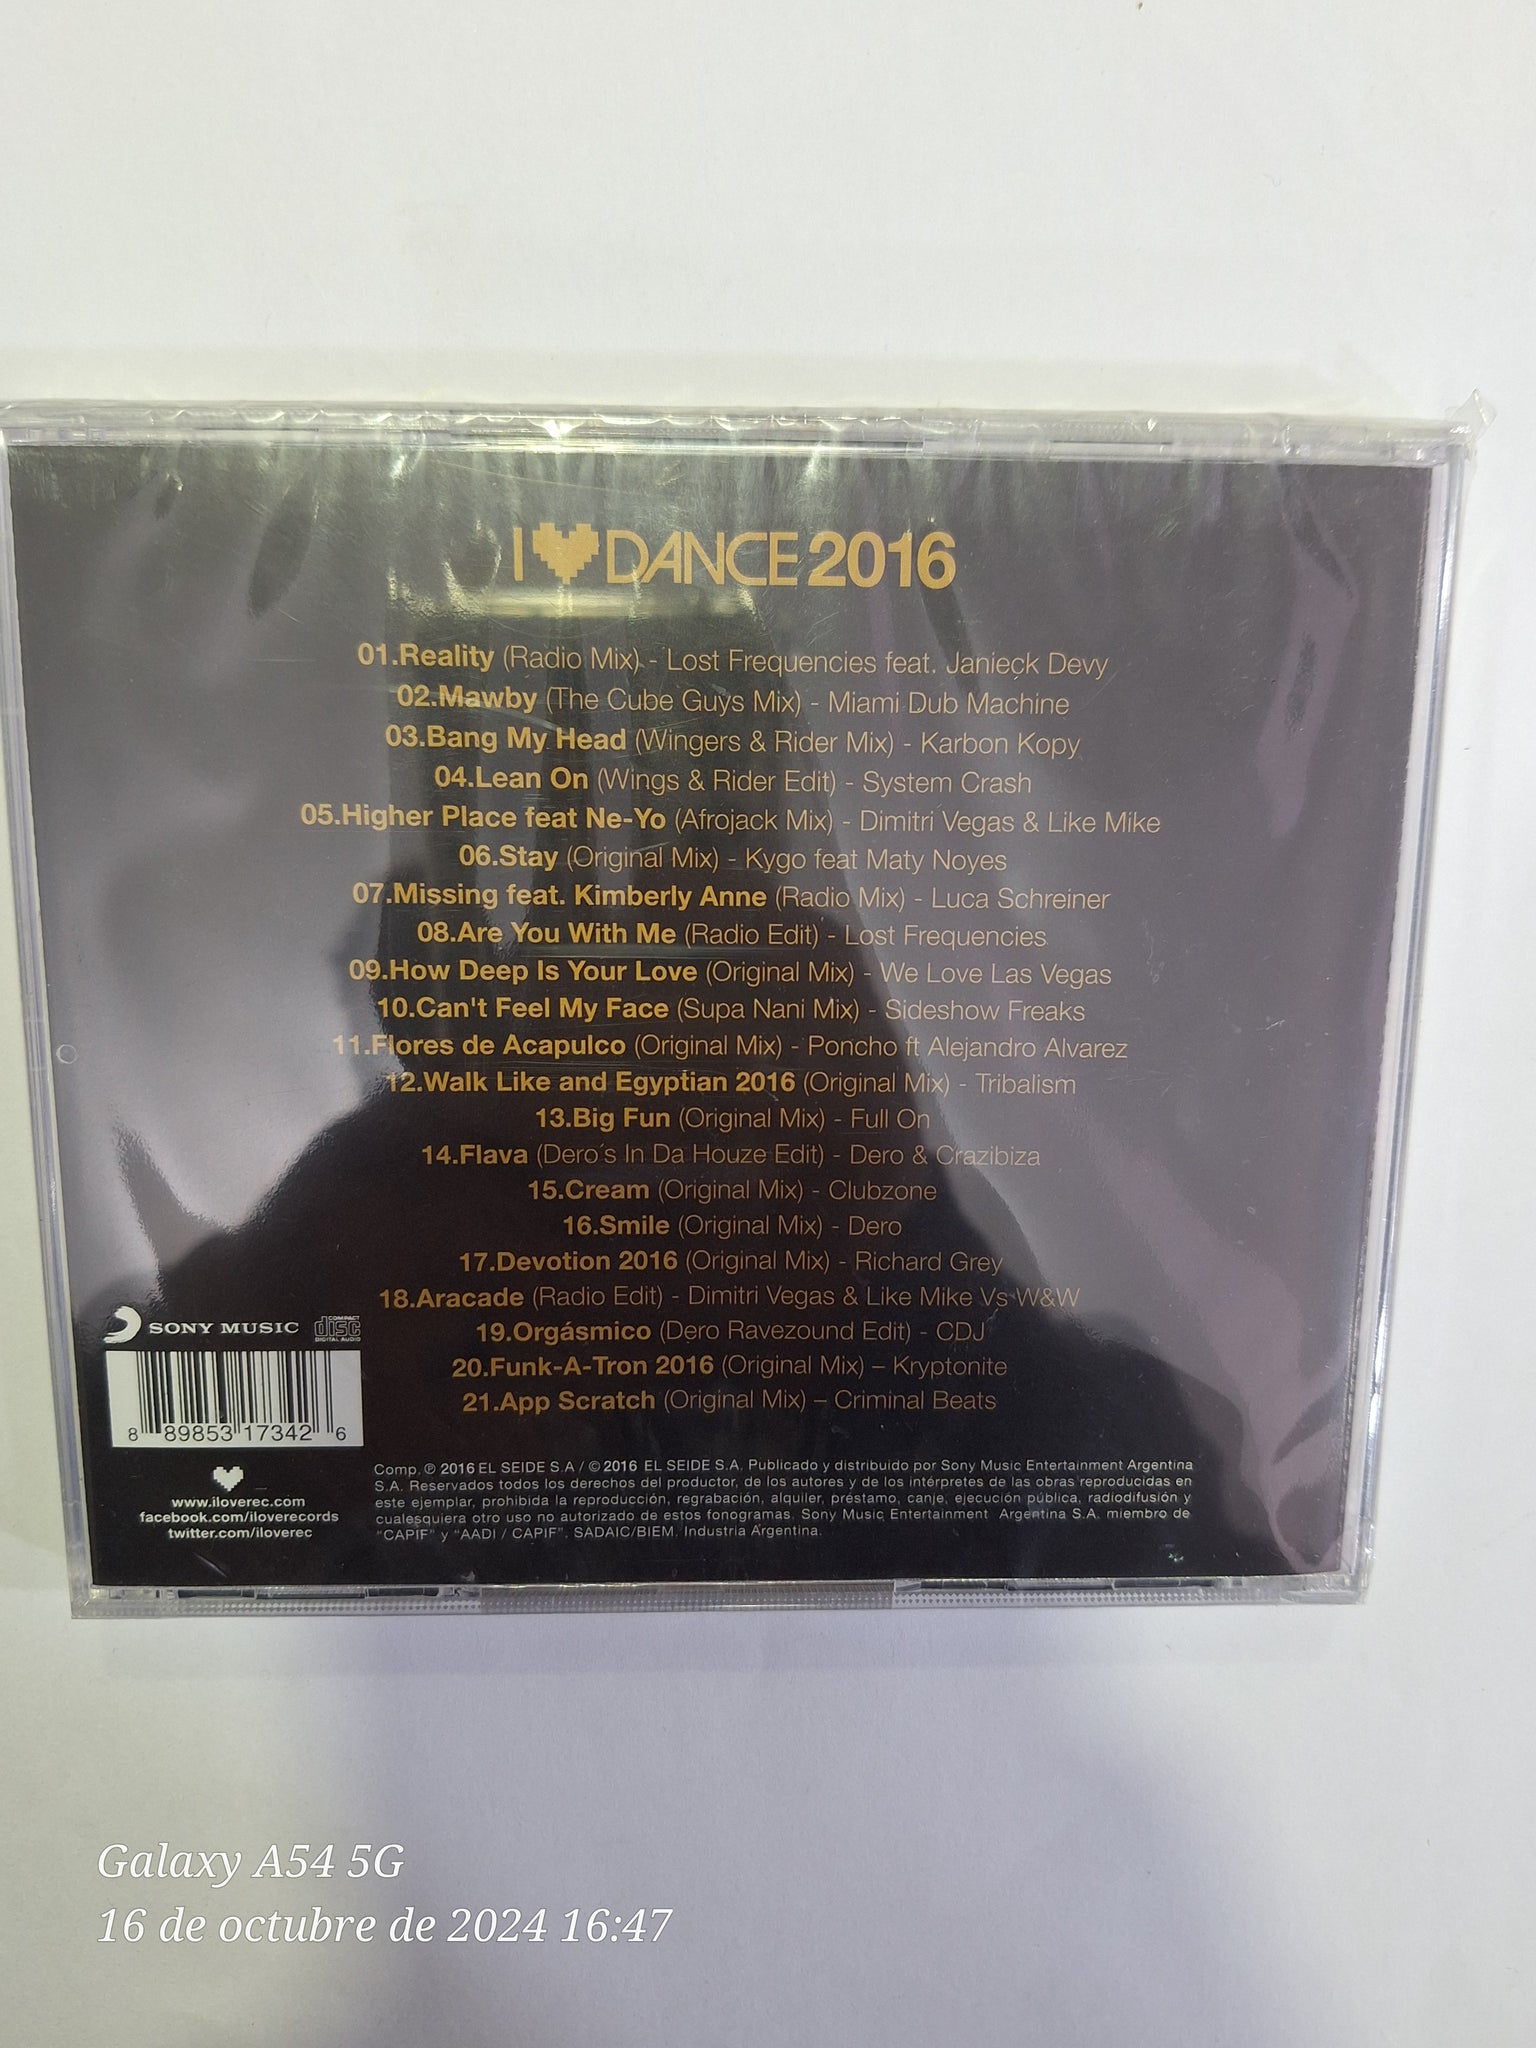 I DANCE 2016
01.Reality (Radio Mix) - Lost Frequencies feat. Janieck Devy
02.Mawby (The Cube Guys Mix) - Miami Dub Machine
03.Bang My Head (Wingers & Rider Mix) - Karbon Kopy
04.Lean On (Wings & Rider Edit) - System Crash
05.Higher Place feat Ne-Yo (Afrojack Mix) - Dimitri Vegas & Like Mike
06.Stay (Original Mix) - Kygo feat Maty Noyes
07.Missing feat. Kimberly Anne (Radio Mix) - Luca Schreiner
08.Are You With Me (Radio Edit) - Lost Frequencies
09.How Deep Is Your Love (Original Mix) - We Love Las Vegas
10.Can't Feel My Face (Supa Nani Mix) - Sideshow Freaks
11.Flores de Acapulco (Original Mix) - Poncho ft Alejandro Alvarez
12.Walk Like and Egyptian 2016 (Original Mix) - Tribalism
13.Big Fun (Original Mix) - Full On
14.Flava (Dero´s In Da Houze Edit) - Dero & Crazibiza
15.Cream (Original Mix) - Clubzone
16.Smile (Original Mix) - Dero
17.Devotion 2016 (Original Mix) - Richard Grey
18.Aracade (Radio Edit) - Dimitri Vegas & Like Mike Vs W&W
19.Orgásmico (Dero Ravezound Edit) - CDJ
20.Funk-A-Tron 2016 (Original Mix) – Kryptonite
21.App Scratch (Original Mix) – Criminal Beats
SONY MUSIC
COMPACT
disc
DIGITAL AUDIO
8 89853 17342 6
www.iloverec.com
facebook.com/iloverecords
twitter.com/iloverec
Comp. ℗ 2016 EL SEIDE S.A / © 2016 EL SEIDE S.A. Publicado y distribuido por Sony Music Entertainment Argentina
S.A. Reservados todos los derechos del productor, de los autores y de los intérpretes de las obras reproducidas en
este ejemplar, prohibida la reproducción, regrabación, alquiler, préstamo, canje, ejecución pública, radiodifusión y
cualesquiera otro uso no autorizado de estos fonogramas. Sony Music Entertainment Argentina S.A. miembro de
"CAPIF" y "AADI / CAPIF". SADAIC/BIEM. Industria Argentina.
Galaxy A54 5G
16 de octubre de 2024 16:47